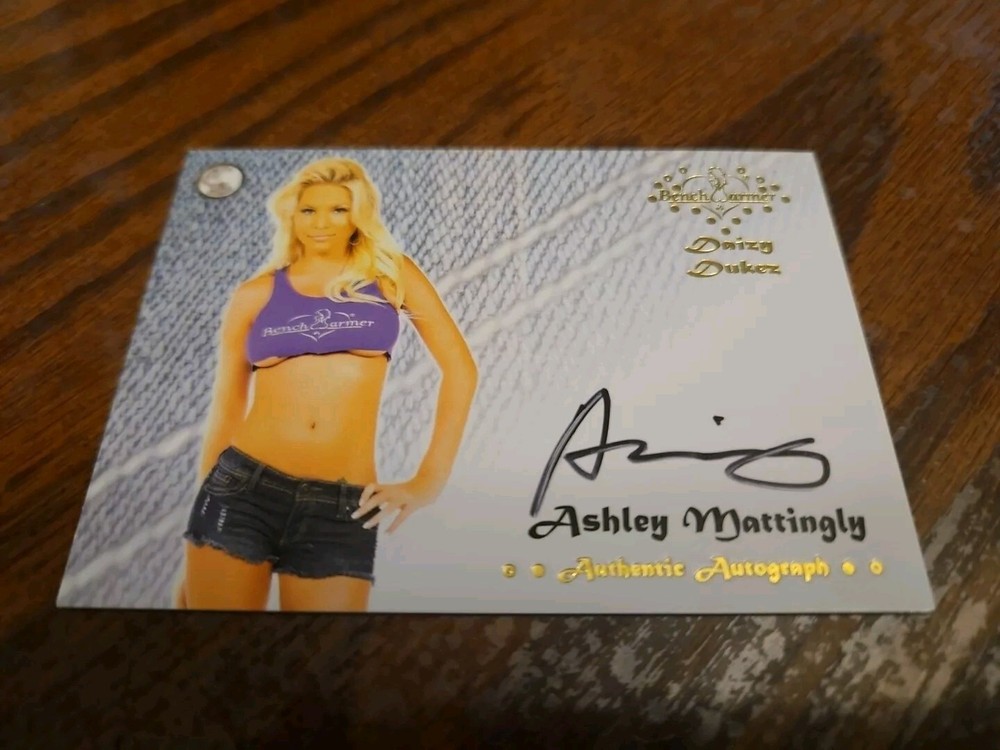 BenchWarmer
Daizy
Dukez
BenchWarmer
Ashley Mattingly
Authentic Autograph